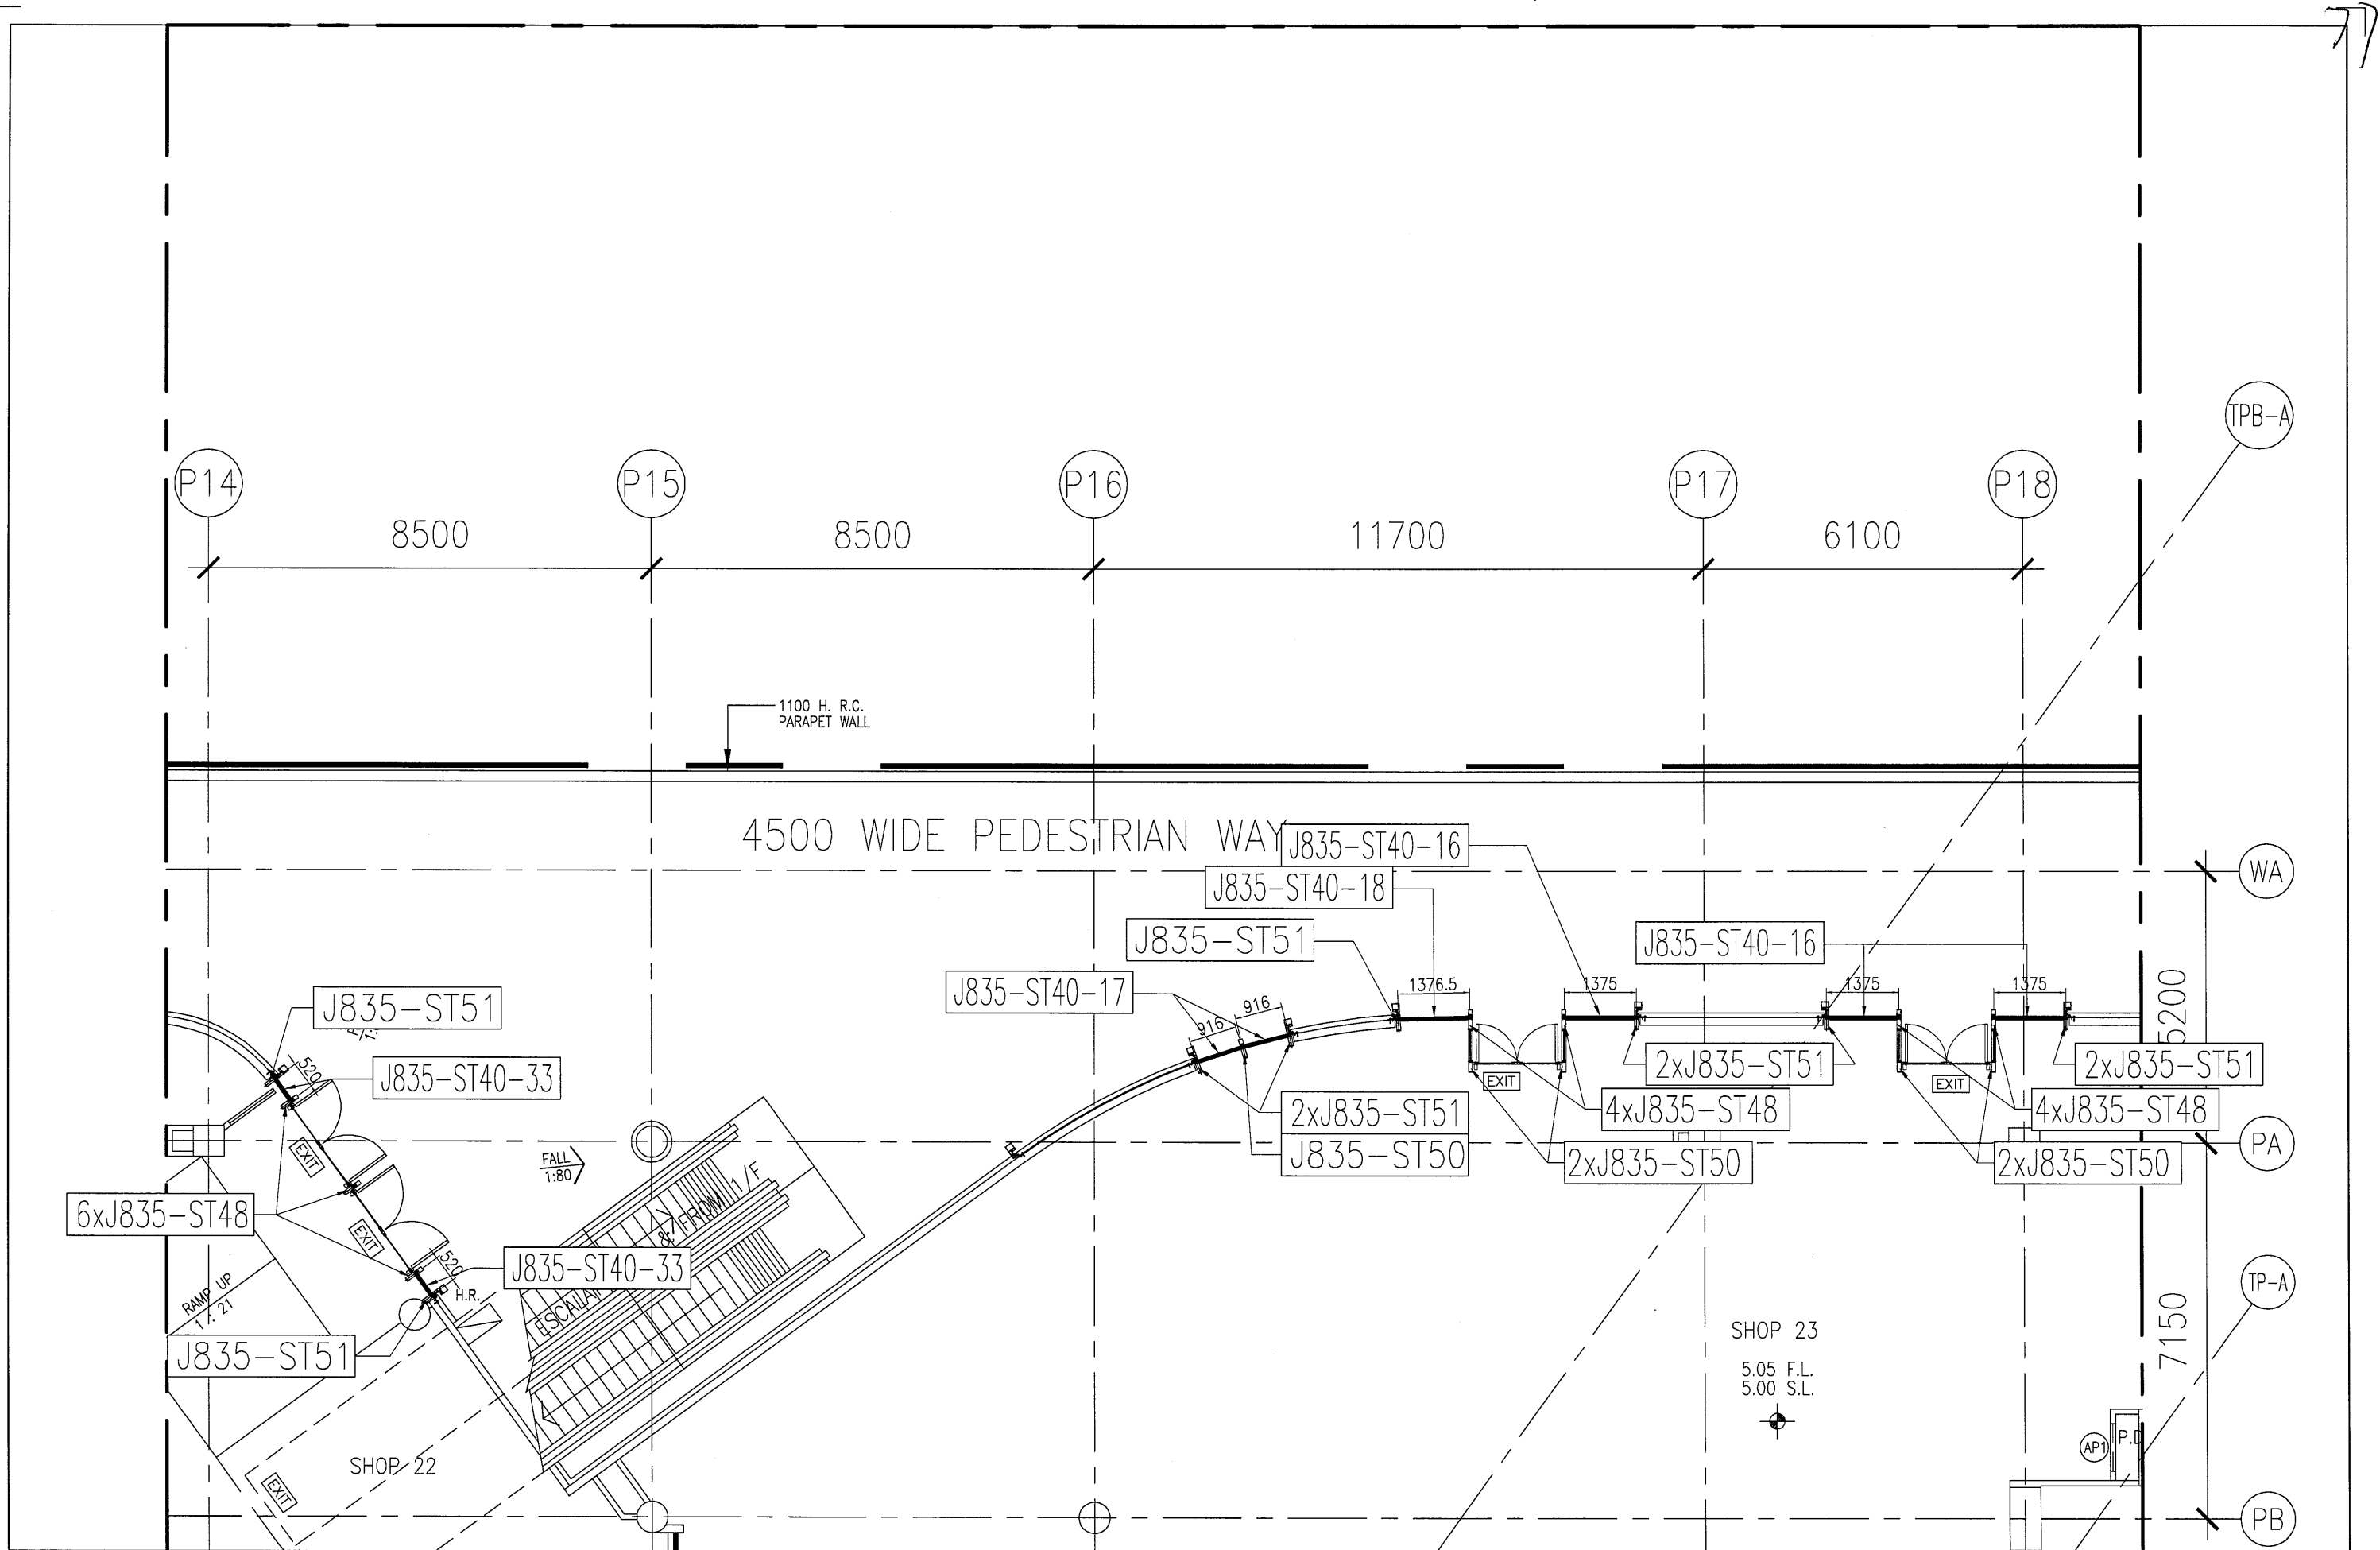 TPB-A
P14
P15
P16
P17
P18
8500
8500
11700
6100
1100 H. R.C.
PARAPET WALL
4500 WIDE PEDESTRIAN WAY
J835-ST40-16
WA
J835-ST40-18
J835-ST51
J835-ST40-16
J835-ST40-17
1376.5
1375
1375
1375
5200
J835-ST51
916
916
520
J835-ST40-33
2xJ835-ST51
2xJ835-ST51
EXIT
EXIT
2xJ835-ST51
4xJ835-ST48
4xJ835-ST48
J835-ST50
2xJ835-ST50
2xJ835-ST50
PA
EXIT
FALL
1:80
6xJ835-ST48
EXIT
& FROM 1/F
520
J835-ST40-33
H.R.
RAMP UP
1 : 21
TP-A
J835-ST51
SHOP 23
5.05 F.L.
5.00 S.L.
7150
AP1
P.D
SHOP 22
EXIT
PB